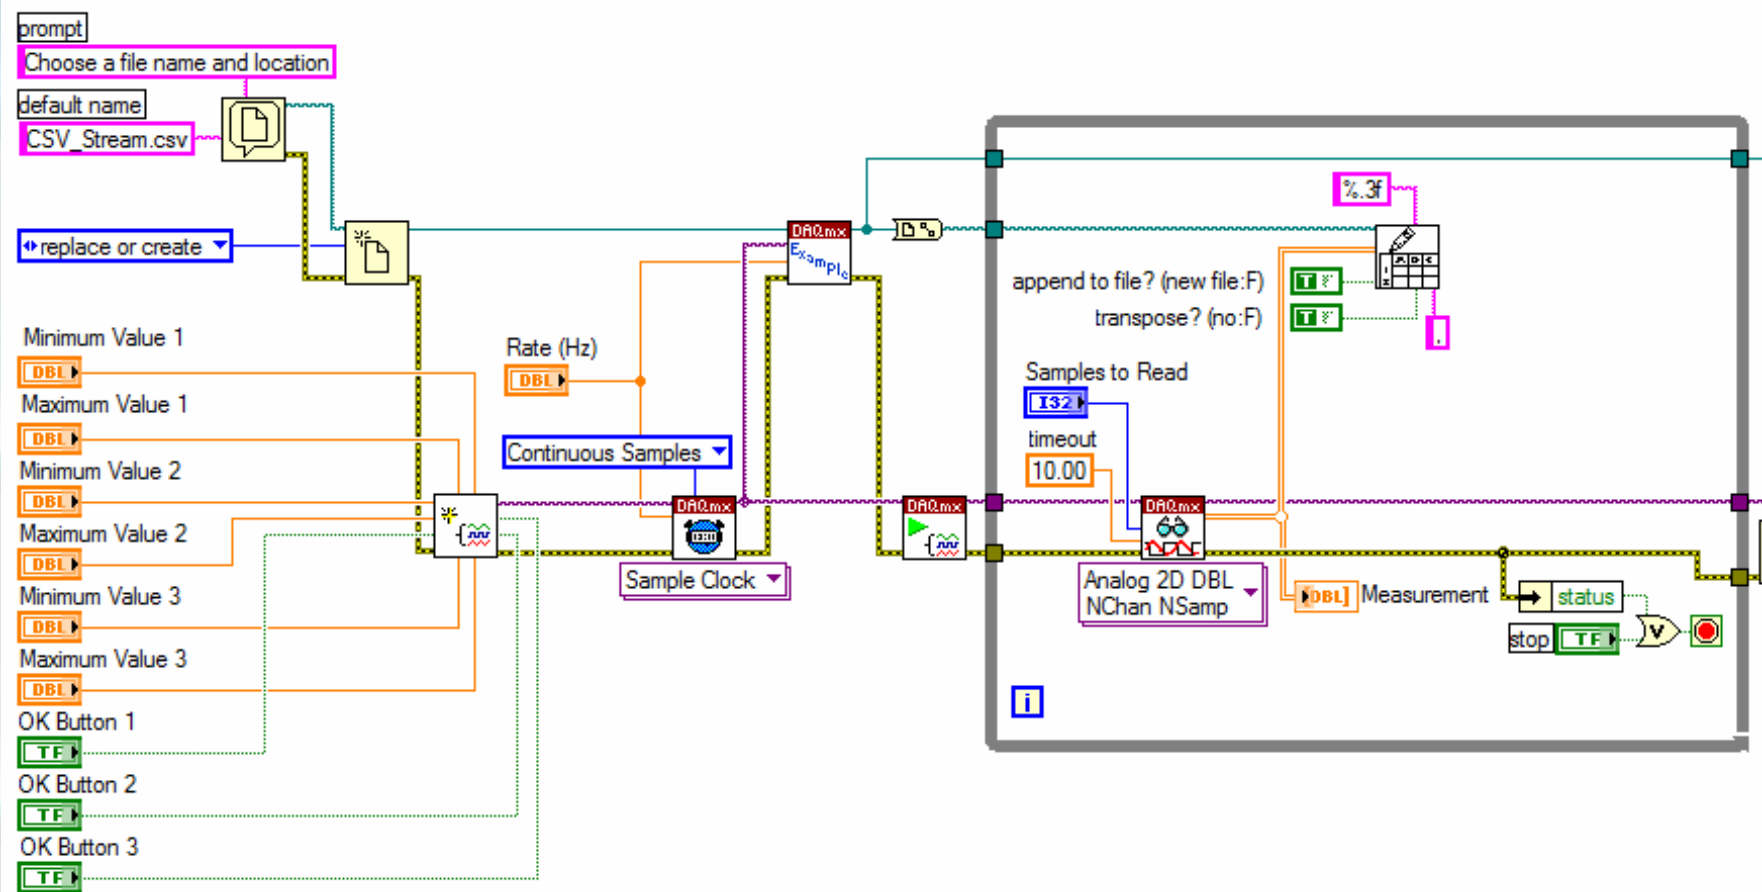 prompt
Choose a file name and location
default name
CSV_Stream.csv
replace or create
Minimum Value 1
DBL
Maximum Value 1
DBL
Minimum Value 2
DBL
Maximum Value 2
DBL
Minimum Value 3
DBL
Maximum Value 3
DBL
OK Button 1
TF
OK Button 2
TF
OK Button 3
TF
Rate (Hz)
DBL
Continuous Samples
DAQmx
Sample Clock
DAQmx
Example
%.3f
append to file? (new file:F)
T
transpose? (no:F)
T
,
Samples to Read
I32
timeout
10.00
DAQmx
DAQmx
Analog 2D DBL
NChan NSamp
DBL]
Measurement
status
stop
TF
V
i